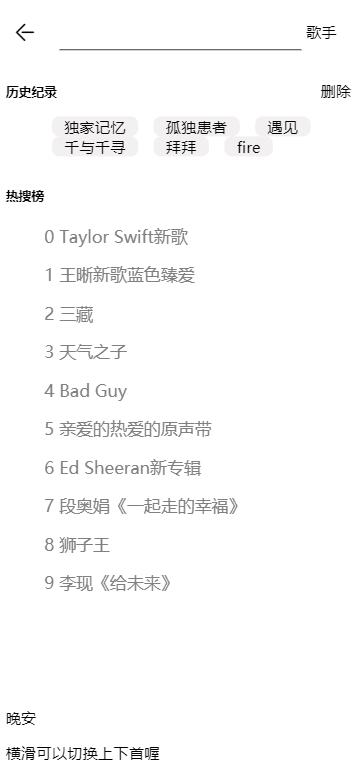 歌手
历史纪录 删除
独家记忆 孤独患者 遇见
千与千寻 拜拜 fire
热搜榜
0 Taylor Swift新歌
1 王晰新歌蓝色臻爱
2 三藏
3 天气之子
4 Bad Guy
5 亲爱的热爱的原声带
6 Ed Sheeran新专辑
7 段奥娟《一起走的幸福》
8 狮子王
9 李现《给未来》
晚安
横滑可以切换上下首喔